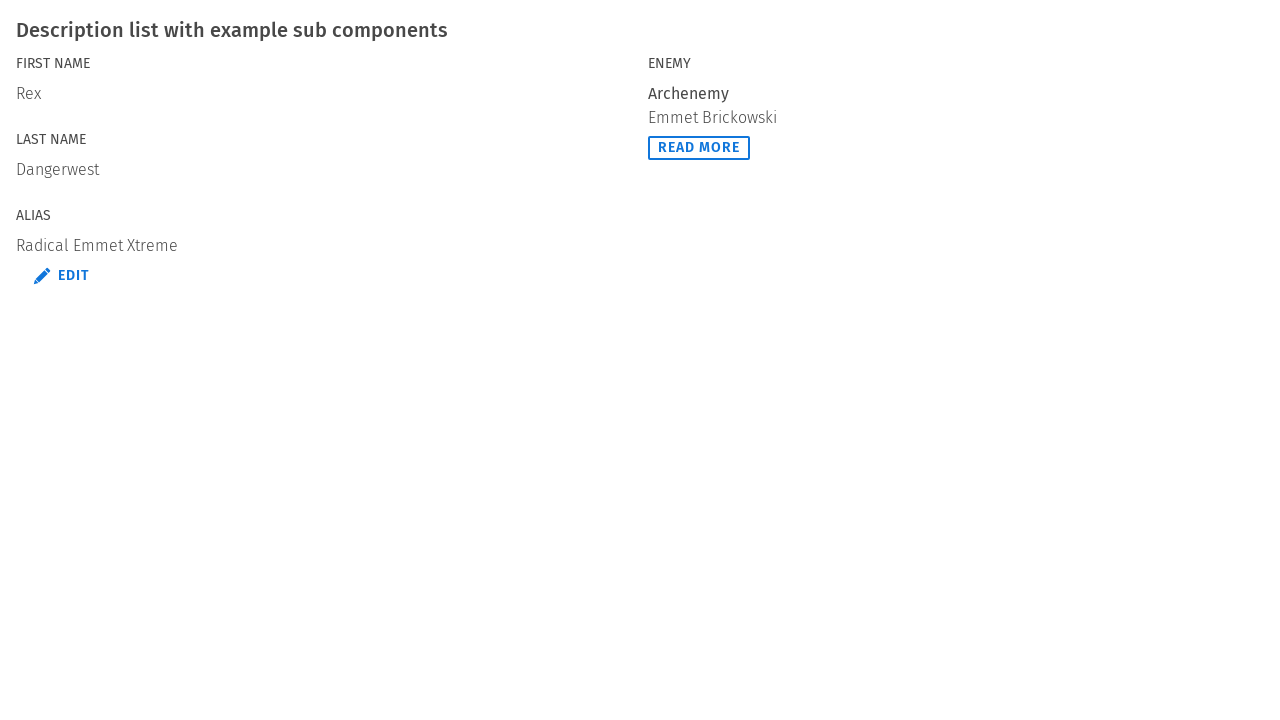 Description list with example sub components
FIRST NAME
Rex
LAST NAME
Dangerwest
ALIAS
Radical Emmet Xtreme
EDIT
ENEMY
Archenemy
Emmet Brickowski
READ MORE